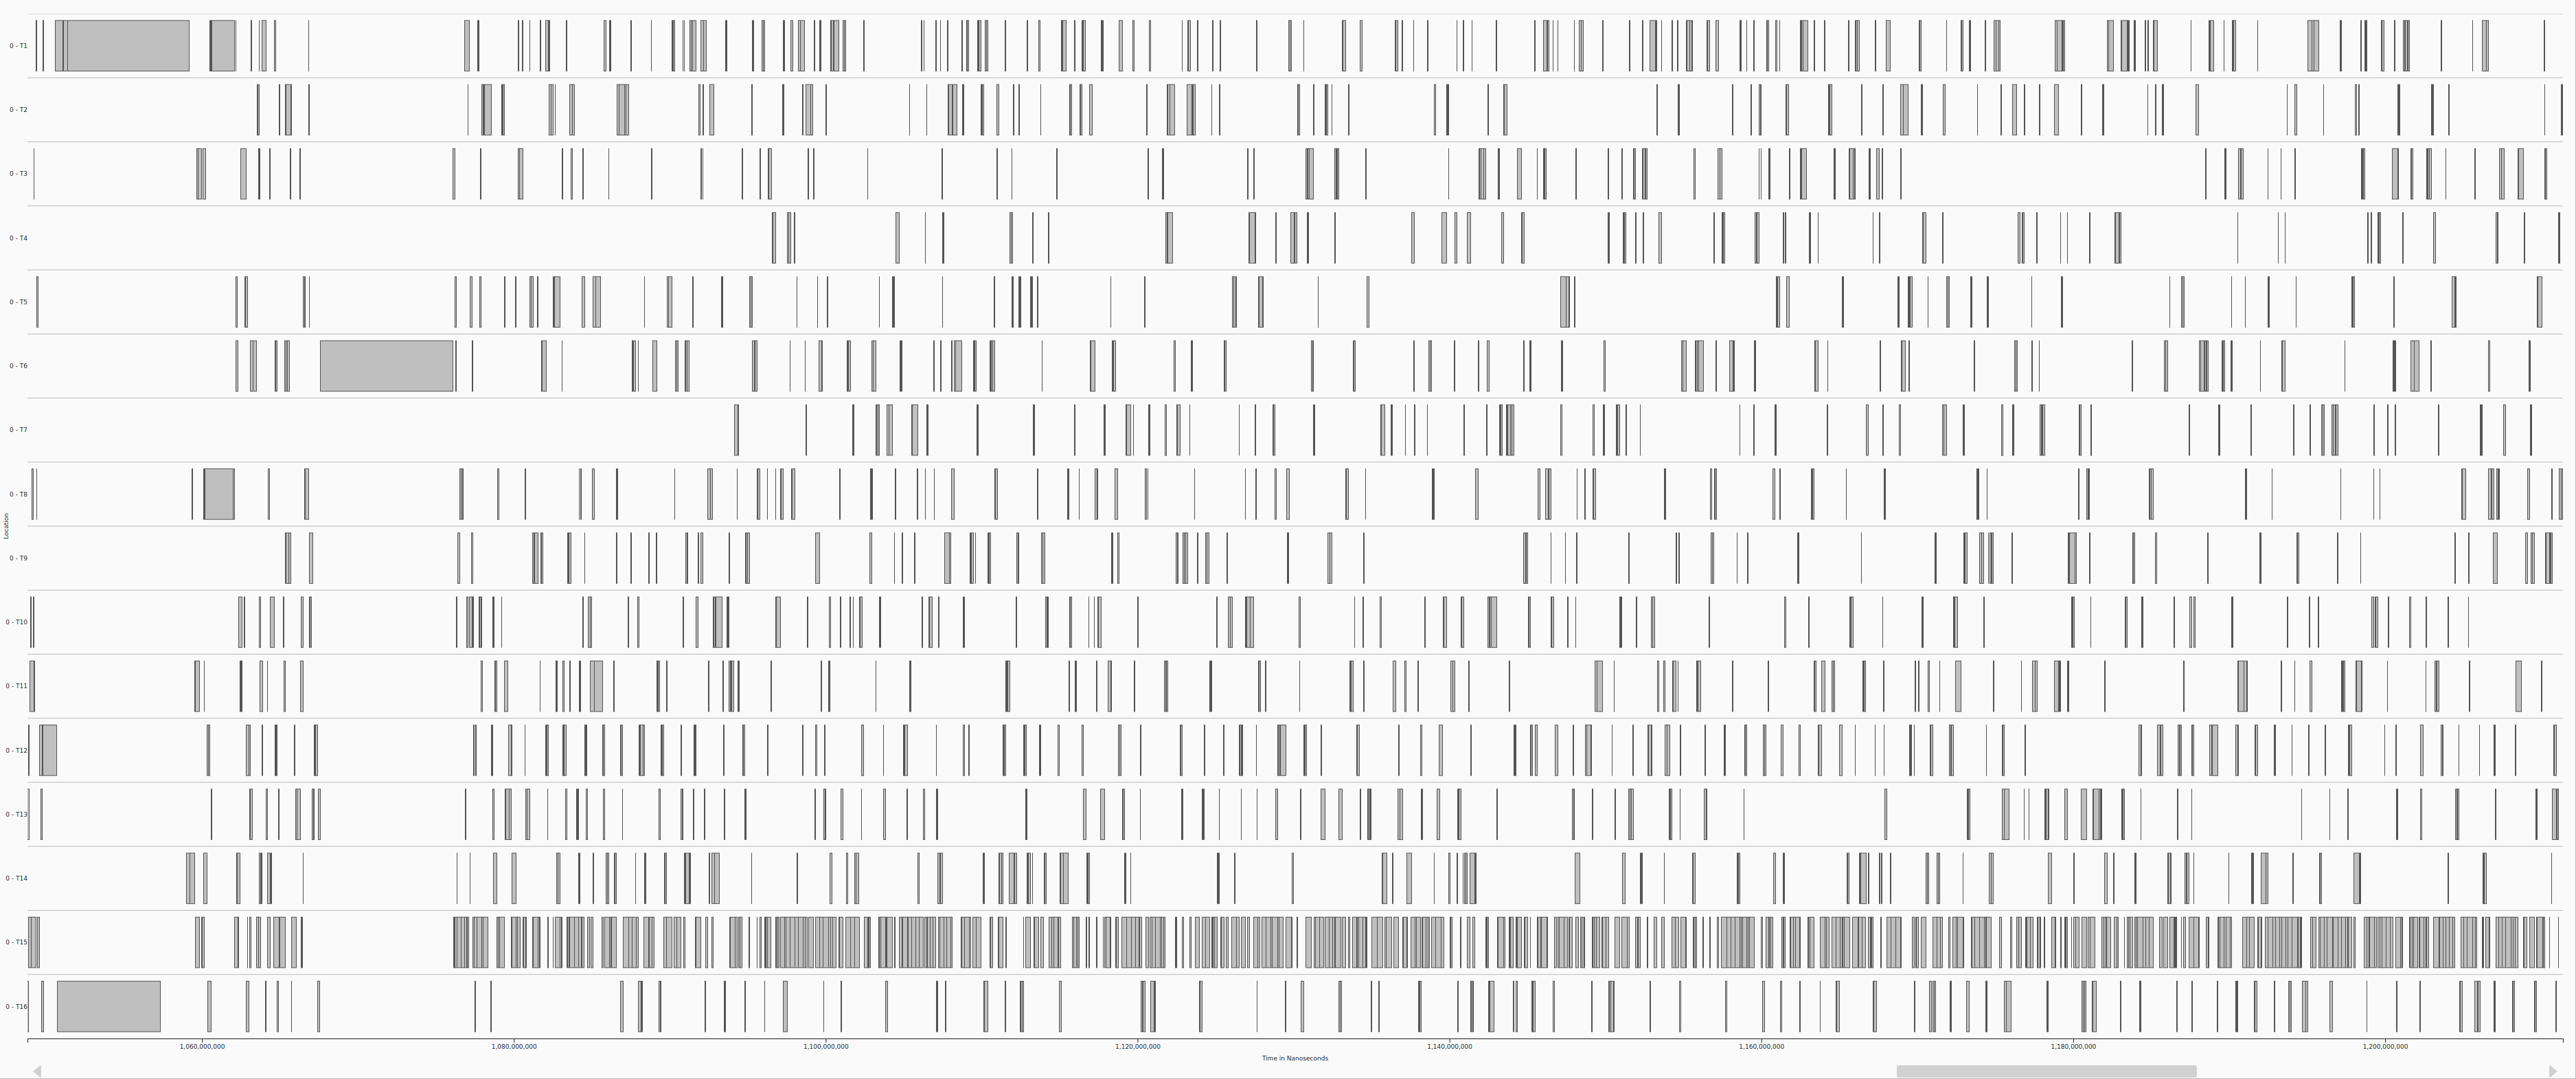 0 - T1
0 - T2
0 - T3
0 - T4
0 - T5
0 - T6
0 - T7
0 - T8
Location
0 - T9
0 - T10
0 - T11
0 - T12
0 - T13
0 - T14
0 - T15
0 - T16
1,060,000,000 1,080,000,000 1,100,000,000 1,120,000,000 1,140,000,000 1,160,000,000 1,180,000,000 1,200,000,000
Time in Nanoseconds